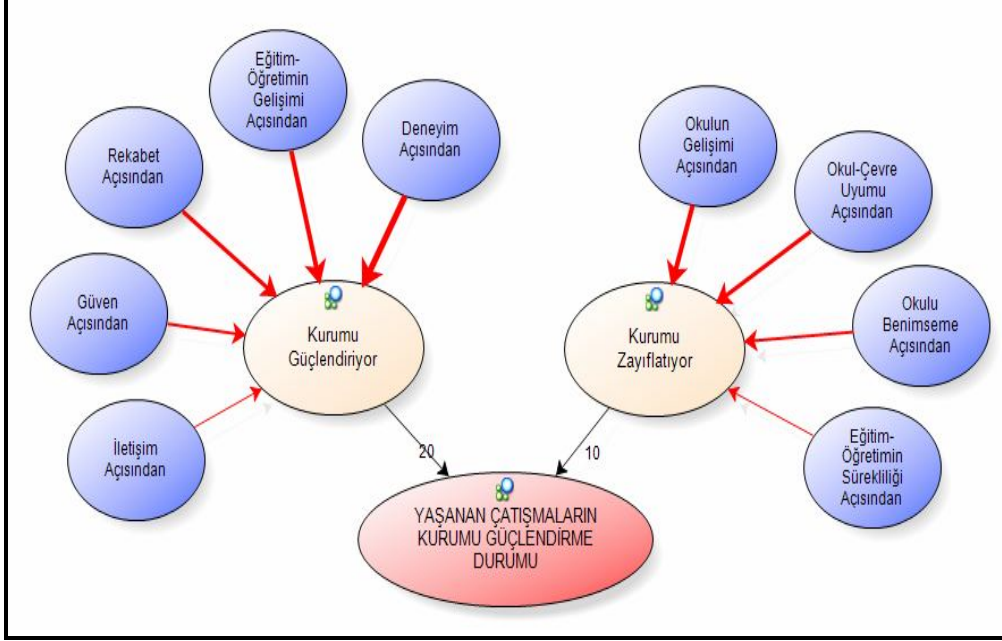 Eğitim-
Öğretimin
Gelişimi
Açısından
Deneyim
Açısından
Rekabet
Açısından
Güven
Açısından
İletişim
Açısından
Kurumu
Güçlendiriyor
Okulun
Gelişimi
Açısından
Okul-Çevre
Uyumu
Açısından
Okulu
Benimseme
Açısından
Eğitim-
Öğretimin
Sürekliliği
Açısından
Kurumu
Zayıflatıyor
20
10
YAŞANAN ÇATIŞMALARIN
KURUMU GÜÇLENDİRME
DURUMU